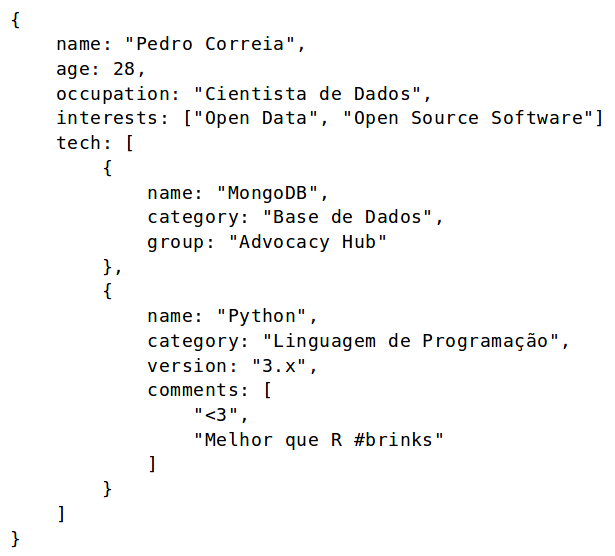 {
    name: "Pedro Correia",
    age: 28,
    occupation: "Cientista de Dados",
    interests: ["Open Data", "Open Source Software"]
    tech: [
        {
            name: "MongoDB",
            category: "Base de Dados",
            group: "Advocacy Hub"
        },
        {
            name: "Python",
            category: "Linguagem de Programação",
            version: "3.x",
            comments: [
                "<3",
                "Melhor que R #brinks"
            ]
        }
    ]
}